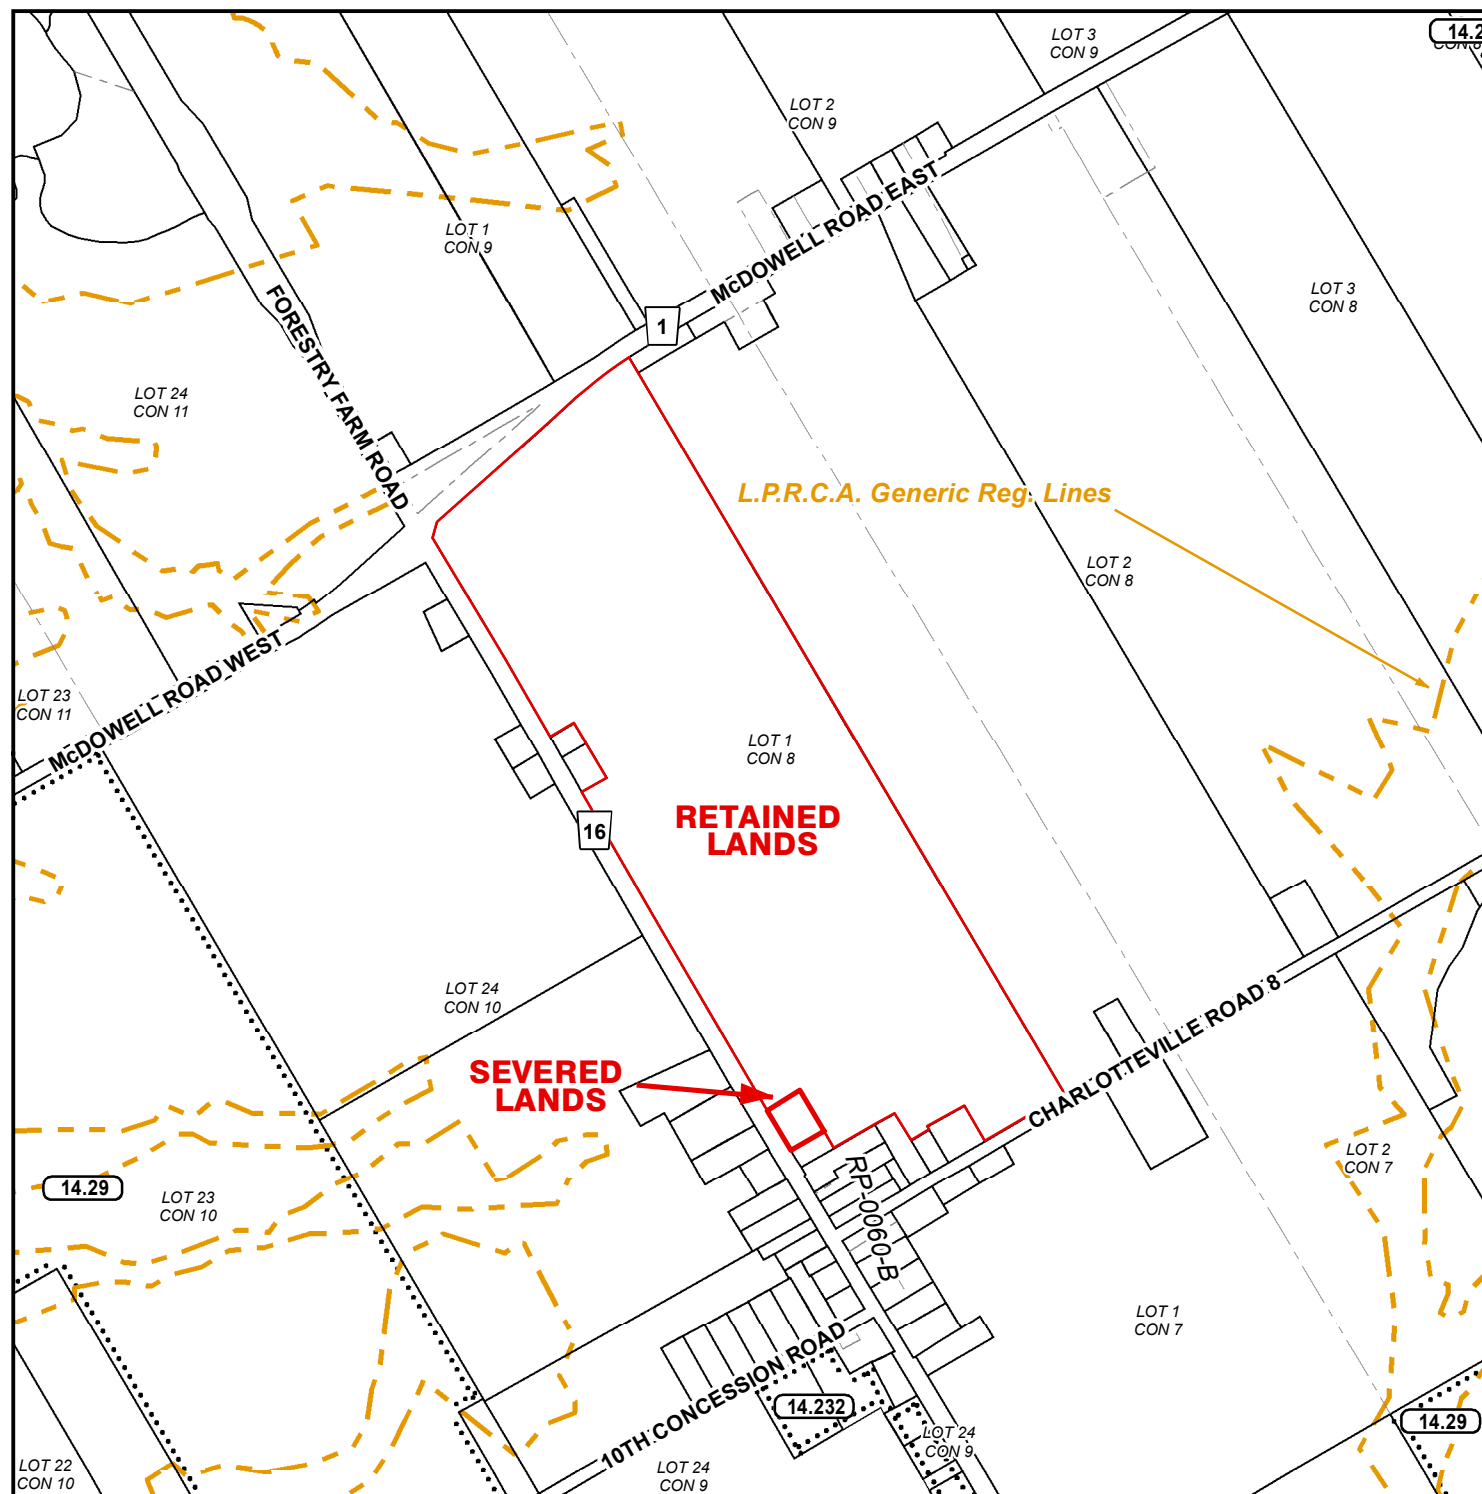 LOT 3
CON 9
14.2
LOT 2
CON 9
McDOWELL ROAD EAST
LOT 1
CON 9
LOT 3
CON 8
1
FORESTRY FARM ROAD
LOT 24
CON 11
L.P.R.C.A. Generic Reg. Lines
LOT 2
CON 8
McDOWELL ROAD WEST
LOT 23
CON 11
LOT 1
CON 8
RETAINED
LANDS
16
LOT 24
CON 10
CHARLOTTEVILLE ROAD 8
SEVERED
LANDS
LOT 2
CON 7
RP-0060-B
14.29
LOT 23
CON 10
LOT 1
CON 7
10TH CONCESSION ROAD
14.232
14.29
LOT 24
CON 9
LOT 22
CON 10
LOT 24
CON 9